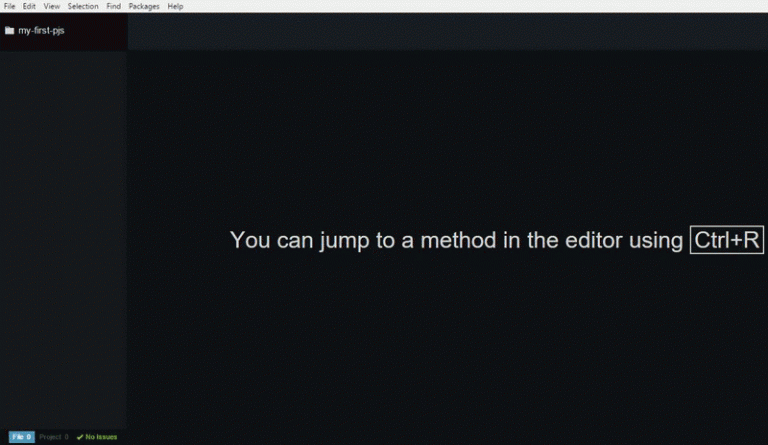 File Edit View Selection Find Packages Help
my-first-pjs
You can jump to a method in the editor using Ctrl+R
File 0 Project 0 No Issues